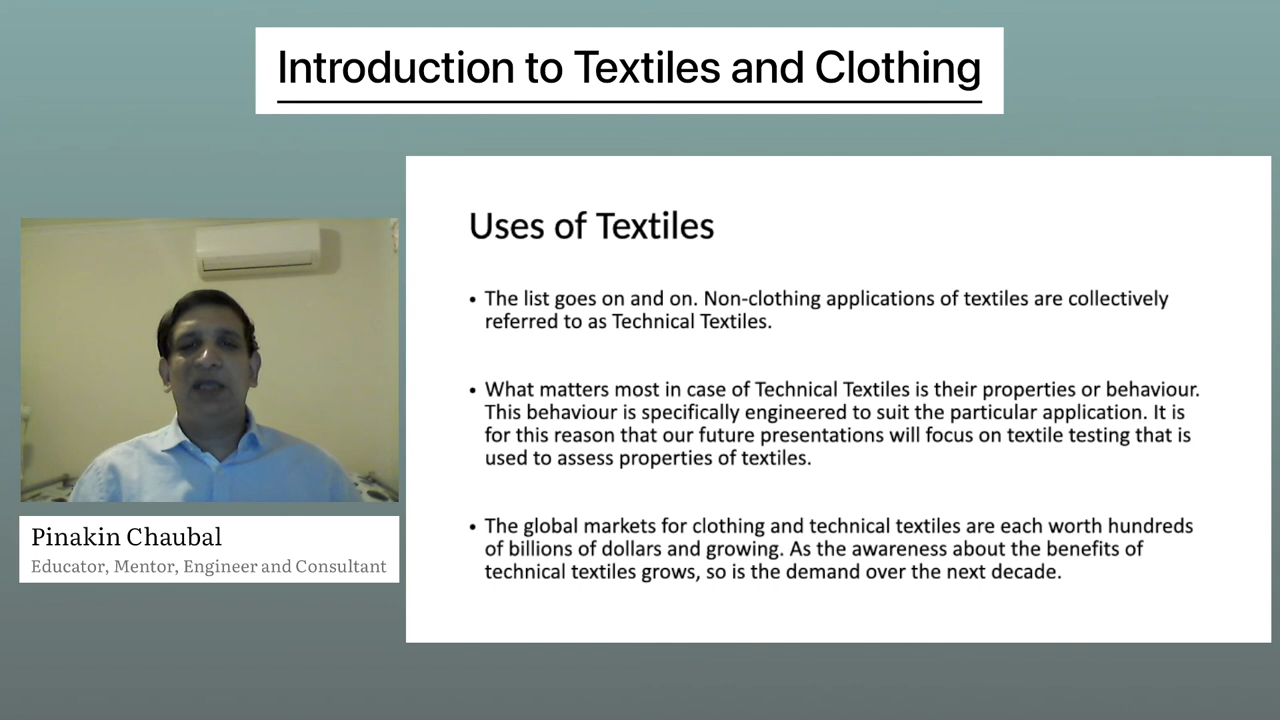 Introduction to Textiles and Clothing
Uses of Textiles
• The list goes on and on. Non-clothing applications of textiles are collectively
referred to as Technical Textiles.
• What matters most in case of Technical Textiles is their properties or behaviour.
This behaviour is specifically engineered to suit the particular application. It is
for this reason that our future presentations will focus on textile testing that is
used to assess properties of textiles.
• The global markets for clothing and technical textiles are each worth hundreds
of billions of dollars and growing. As the awareness about the benefits of
technical textiles grows, so is the demand over the next decade.
Pinakin Chaubal
Educator, Mentor, Engineer and Consultant